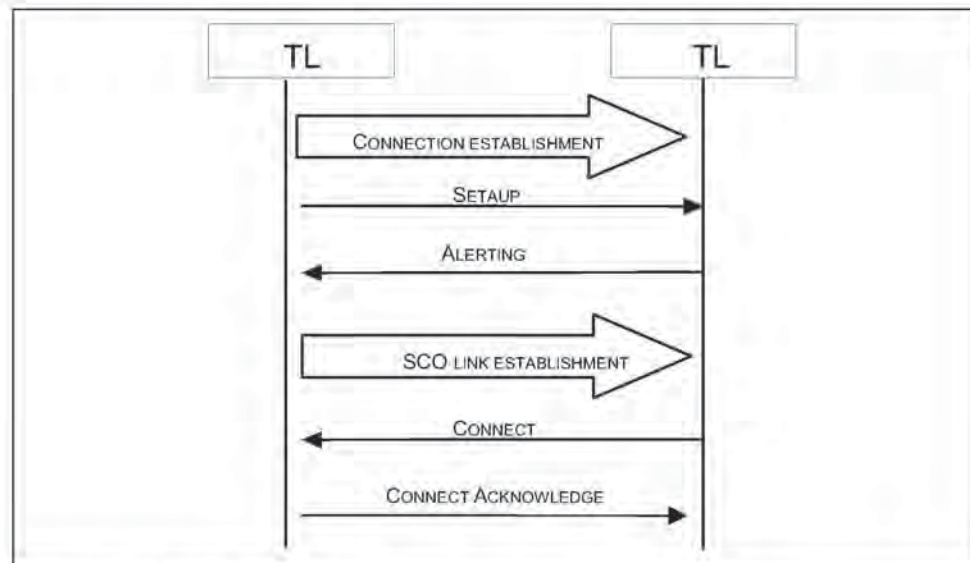 TL
TL
CONNECTION ESTABLISHMENT
SETAUP
ALERTING
SCO LINK ESTABLISHMENT
CONNECT
CONNECT ACKNOWLEDGE